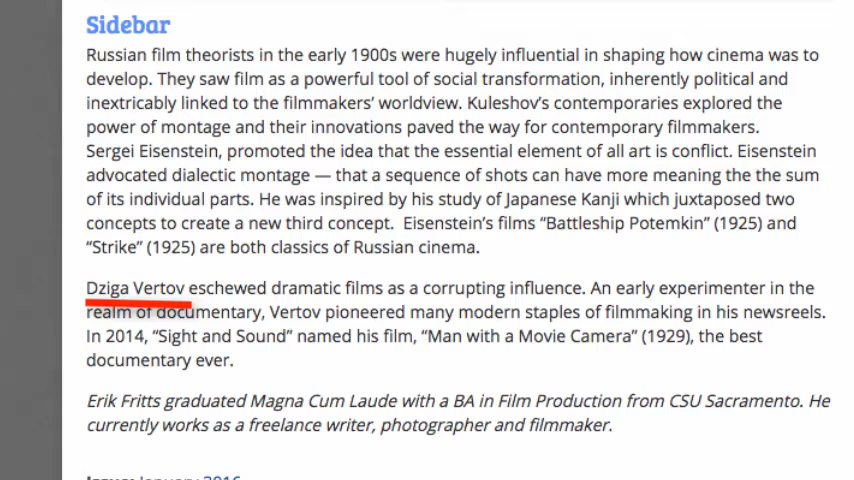 Sidebar
Russian film theorists in the early 1900s were hugely influential in shaping how cinema was to
develop. They saw film as a powerful tool of social transformation, inherently political and
inextricably linked to the filmmakers’ worldview. Kuleshov’s contemporaries explored the
power of montage and their innovations paved the way for contemporary filmmakers.
Sergei Eisenstein, promoted the idea that the essential element of all art is conflict. Eisenstein
advocated dialectic montage — that a sequence of shots can have more meaning the the sum
of its individual parts. He was inspired by his study of Japanese Kanji which juxtaposed two
concepts to create a new third concept.  Eisenstein’s films “Battleship Potemkin” (1925) and
“Strike” (1925) are both classics of Russian cinema.
Dziga Vertov eschewed dramatic films as a corrupting influence. An early experimenter in the
realm of documentary, Vertov pioneered many modern staples of filmmaking in his newsreels.
In 2014, “Sight and Sound” named his film, “Man with a Movie Camera” (1929), the best
documentary ever.
Erik Fritts graduated Magna Cum Laude with a BA in Film Production from CSU Sacramento. He
currently works as a freelance writer, photographer and filmmaker.
Issue: January 2016